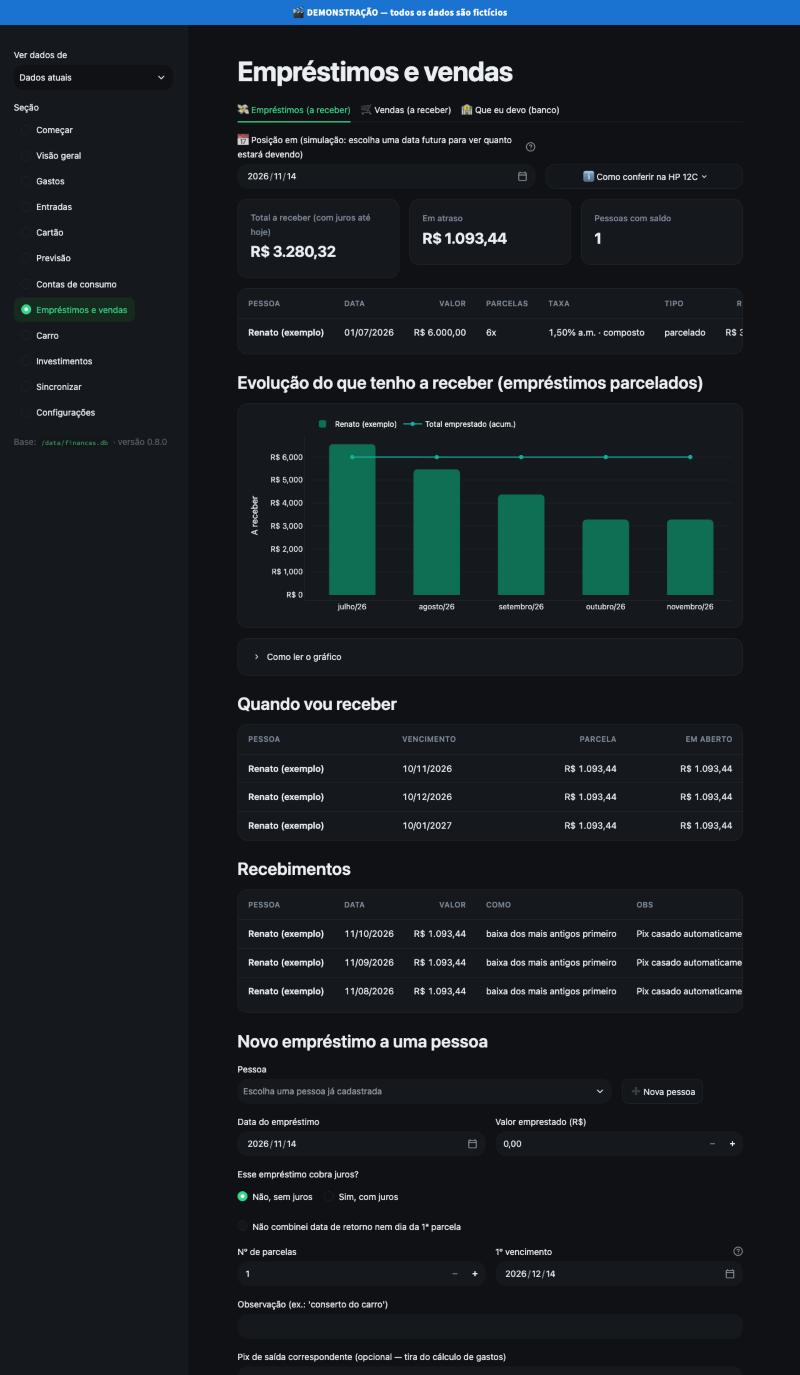 🎬 DEMONSTRAÇÃO — todos os dados são fictícios
Ver dados de
Dados atuais
Seção
Começar
Visão geral
Gastos
Entradas
Cartão
Previsão
Contas de consumo
Empréstimos e vendas
Carro
Investimentos
Sincronizar
Configurações
Base: /data/financas.db · versão 0.8.0
Empréstimos e vendas
💸 Empréstimos (a receber) 🛒 Vendas (a receber) 🏦 Que eu devo (banco)
📅 Posição em (simulação: escolha uma data futura para ver quanto
estará devendo)
2026/11/14
Como conferir na HP 12C
Total a receber (com juros até
hoje)
R$ 3.280,32
Em atraso
R$ 1.093,44
Pessoas com saldo
1
PESSOA DATA VALOR PARCELAS TAXA TIPO R
Renato (exemplo) 01/07/2026 R$ 6.000,00 6x 1,50% a.m. · composto parcelado R$ 3
Evolução do que tenho a receber (empréstimos parcelados)
Renato (exemplo) Total emprestado (acum.)
A receber
R$ 6,000
R$ 5,000
R$ 4,000
R$ 3,000
R$ 2,000
R$ 1,000
R$ 0
julho/26 agosto/26 setembro/26 outubro/26 novembro/26
Como ler o gráfico
Quando vou receber
PESSOA VENCIMENTO PARCELA EM ABERTO
Renato (exemplo) 10/11/2026 R$ 1.093,44 R$ 1.093,44
Renato (exemplo) 10/12/2026 R$ 1.093,44 R$ 1.093,44
Renato (exemplo) 10/01/2027 R$ 1.093,44 R$ 1.093,44
Recebimentos
PESSOA DATA VALOR COMO OBS
Renato (exemplo) 11/10/2026 R$ 1.093,44 baixa dos mais antigos primeiro Pix casado automaticame
Renato (exemplo) 11/09/2026 R$ 1.093,44 baixa dos mais antigos primeiro Pix casado automaticame
Renato (exemplo) 11/08/2026 R$ 1.093,44 baixa dos mais antigos primeiro Pix casado automaticame
Novo empréstimo a uma pessoa
Pessoa
Escolha uma pessoa já cadastrada
➕ Nova pessoa
Data do empréstimo
2026/11/14
Valor emprestado (R$)
0,00 − +
Esse empréstimo cobra juros?
Não, sem juros Sim, com juros
Não combinei data de retorno nem dia da 1ª parcela
Nº de parcelas
1 − +
1º vencimento
2026/12/14
Observação (ex.: 'conserto do carro')
Pix de saída correspondente (opcional — tira do cálculo de gastos)